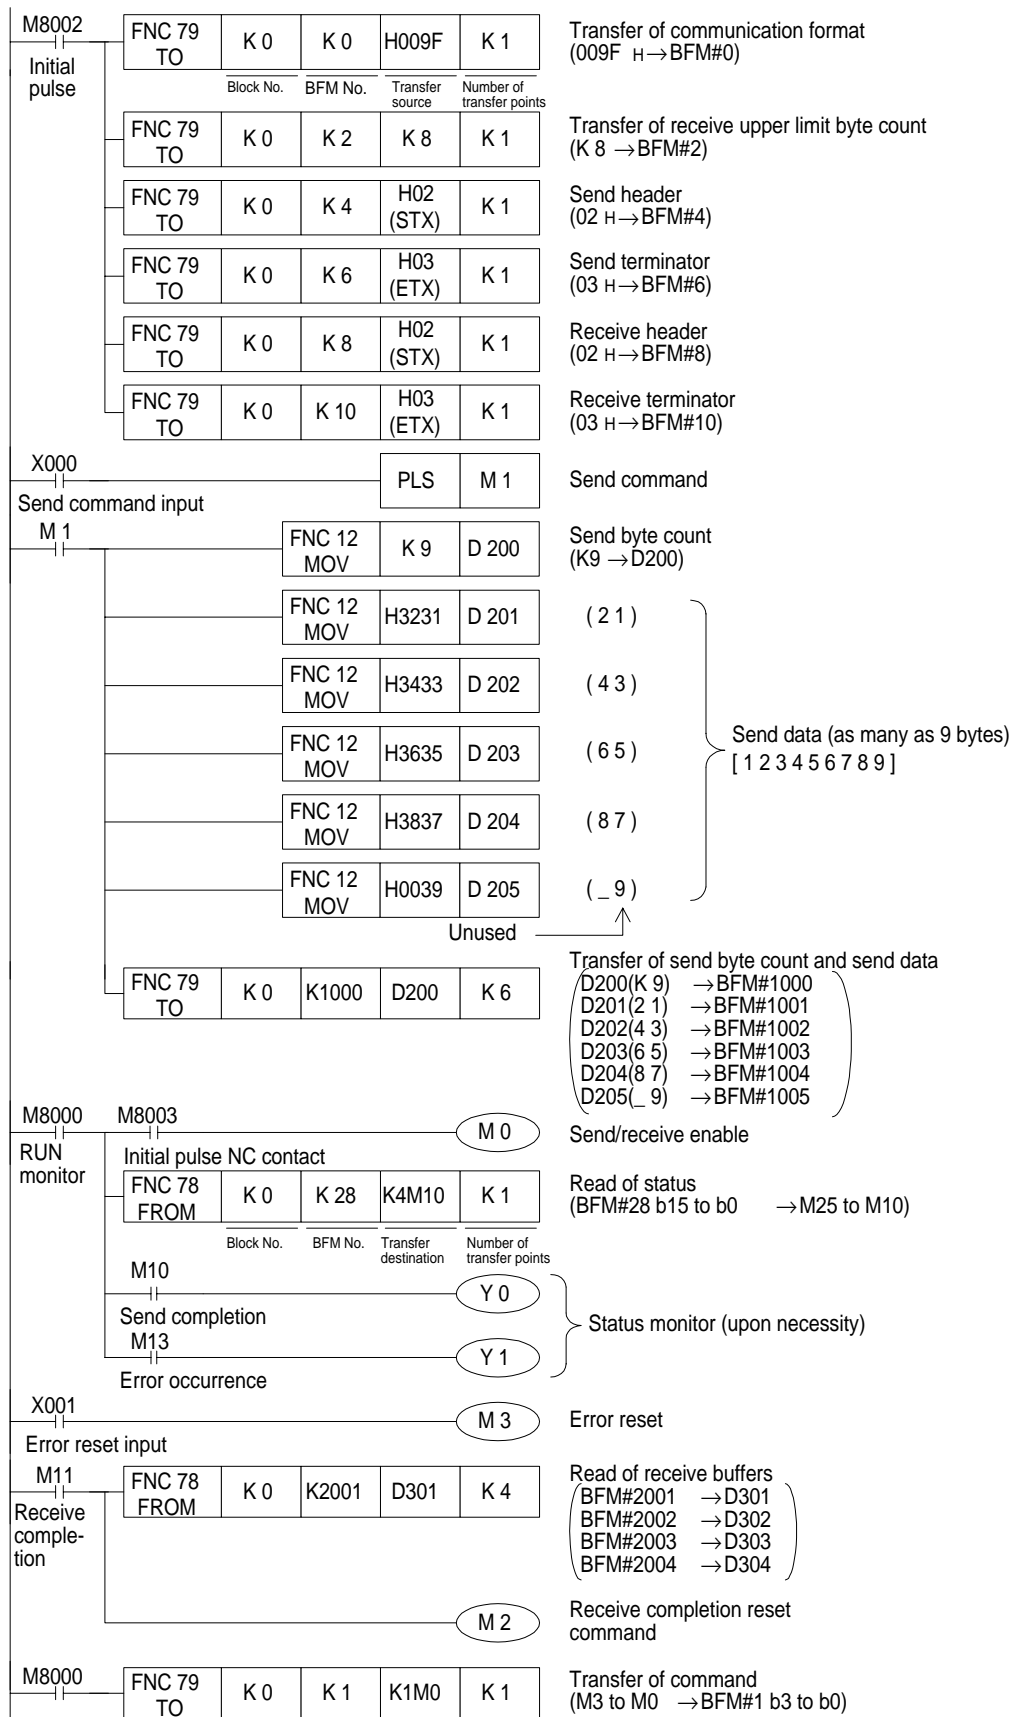 M8002
Initial
pulse
FNC 79
TO
K 0
K 0
H009F
K 1
Transfer of communication format
(009F H→BFM#0)
Block No.
BFM No.
Transfer
source
Number of
transfer points
FNC 79
TO
K 0
K 2
K 8
K 1
Transfer of receive upper limit byte count
(K 8 →BFM#2)
FNC 79
TO
K 0
K 4
H02
(STX)
K 1
Send header
(02 H→BFM#4)
FNC 79
TO
K 0
K 6
H03
(ETX)
K 1
Send terminator
(03 H→BFM#6)
FNC 79
TO
K 0
K 8
H02
(STX)
K 1
Receive header
(02 H→BFM#8)
FNC 79
TO
K 0
K 10
H03
(ETX)
K 1
Receive terminator
(03 H→BFM#10)
X000
Send command input
PLS
M 1
Send command
M 1
FNC 12
MOV
K 9
D 200
Send byte count
(K9 →D200)
FNC 12
MOV
H3231
D 201
( 2 1 )
FNC 12
MOV
H3433
D 202
( 4 3 )
FNC 12
MOV
H3635
D 203
( 6 5 )
Send data (as many as 9 bytes)
[ 1 2 3 4 5 6 7 8 9 ]
FNC 12
MOV
H3837
D 204
( 8 7 )
FNC 12
MOV
H0039
D 205
( _ 9 )
Unused
FNC 79
TO
K 0
K1000
D200
K 6
Transfer of send byte count and send data
D200(K 9) →BFM#1000
D201(2 1) →BFM#1001
D202(4 3) →BFM#1002
D203(6 5) →BFM#1003
D204(8 7) →BFM#1004
D205(_ 9) →BFM#1005
M8000
RUN
monitor
M8003
Initial pulse NC contact
M 0
Send/receive enable
FNC 78
FROM
K 0
K 28
K4M10
K 1
Read of status
(BFM#28 b15 to b0 →M25 to M10)
Block No.
BFM No.
Transfer
destination
Number of
transfer points
M10
Send completion
Y 0
M13
Error occurrence
Y 1
Status monitor (upon necessity)
X001
Error reset input
M 3
Error reset
M11
Receive
comple-
tion
FNC 78
FROM
K 0
K2001
D301
K 4
Read of receive buffers
BFM#2001 →D301
BFM#2002 →D302
BFM#2003 →D303
BFM#2004 →D304
M 2
Receive completion reset
command
M8000
FNC 79
TO
K 0
K 1
K1M0
K 1
Transfer of command
(M3 to M0 →BFM#1 b3 to b0)